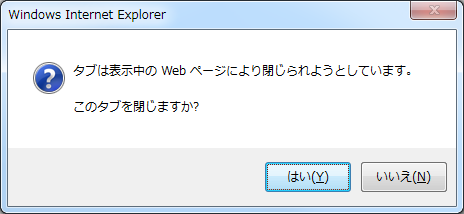 Windows Internet Explorer
タブは表示中の Web ページにより閉じられようとしています。
このタブを閉じますか?
はい(Y) いいえ(N)